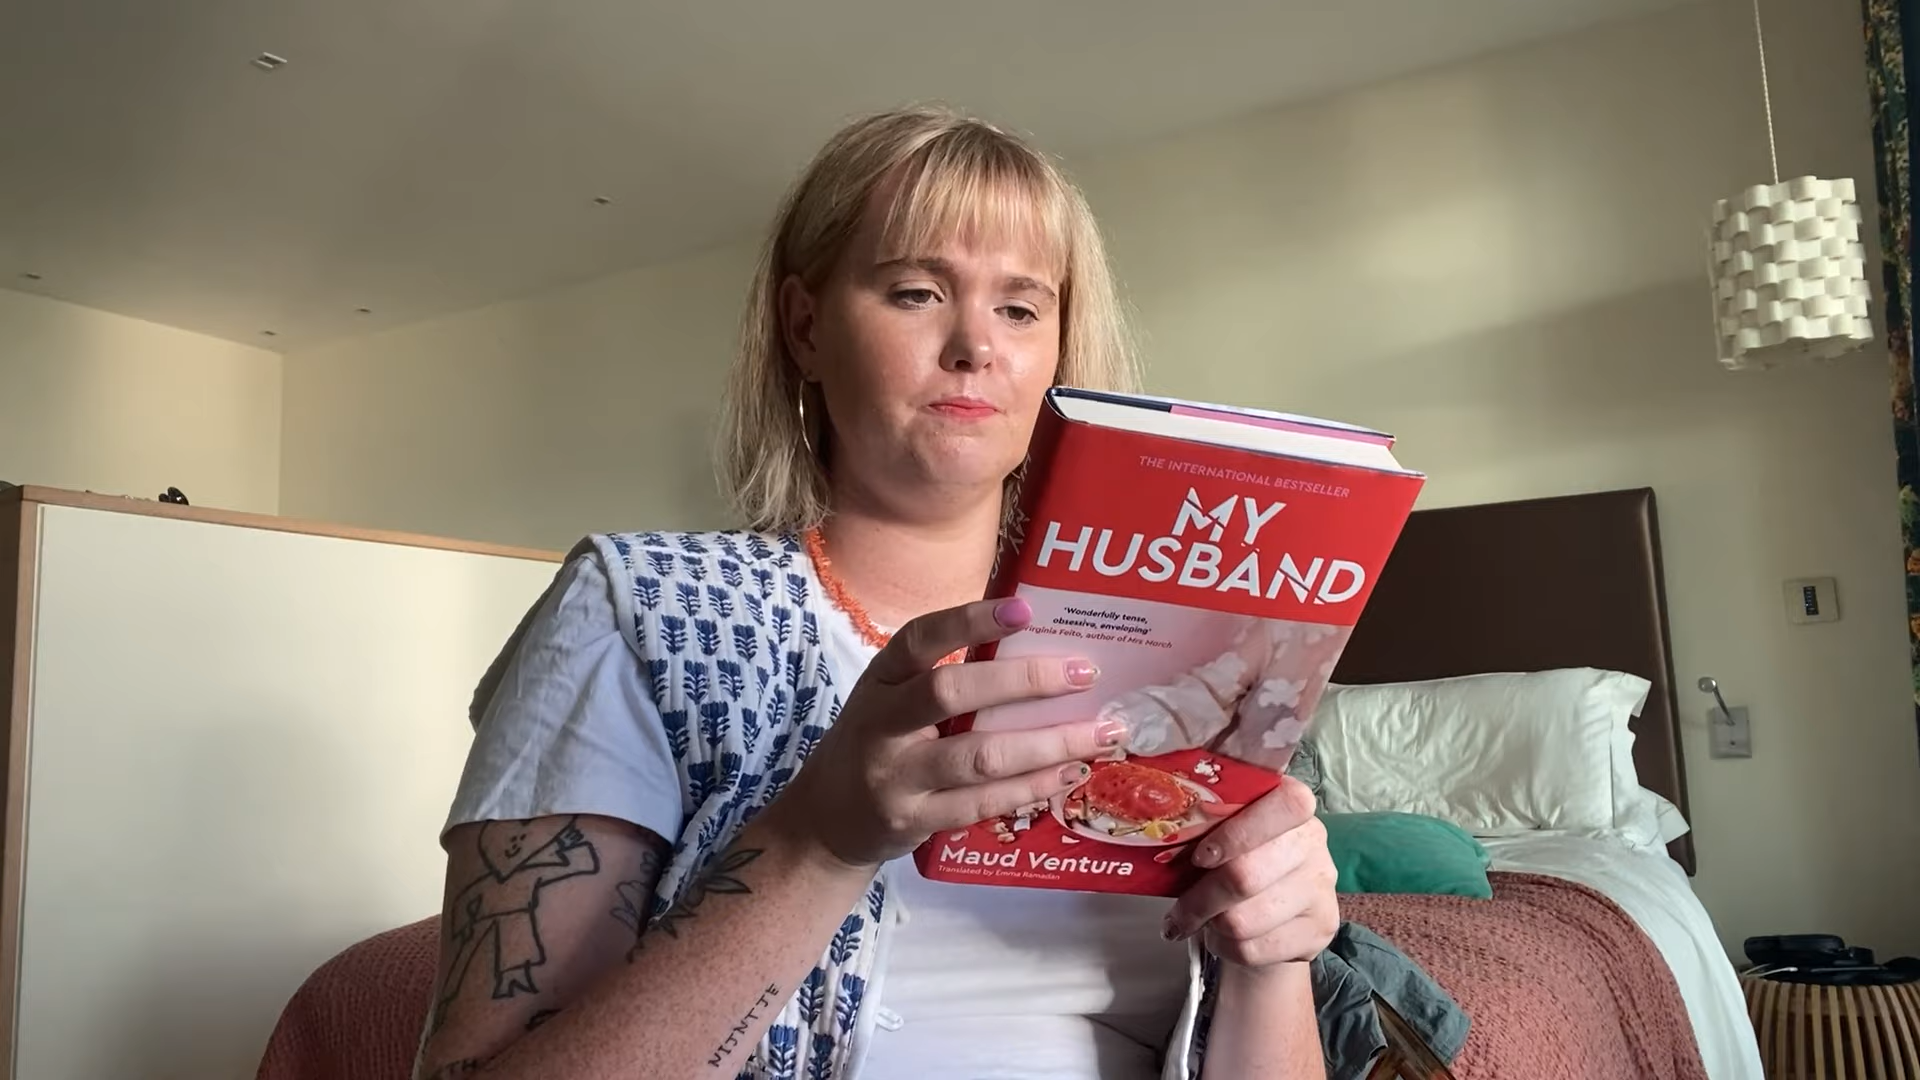 THE INTERNATIONAL BESTSELLER
MY
HUSBAND
'Wonderfully tense,
obsessive, enveloping'
Virginia Feito, author of Mrs March
Maud Ventura
Translated by Emma Ramadan
NIJNTJE